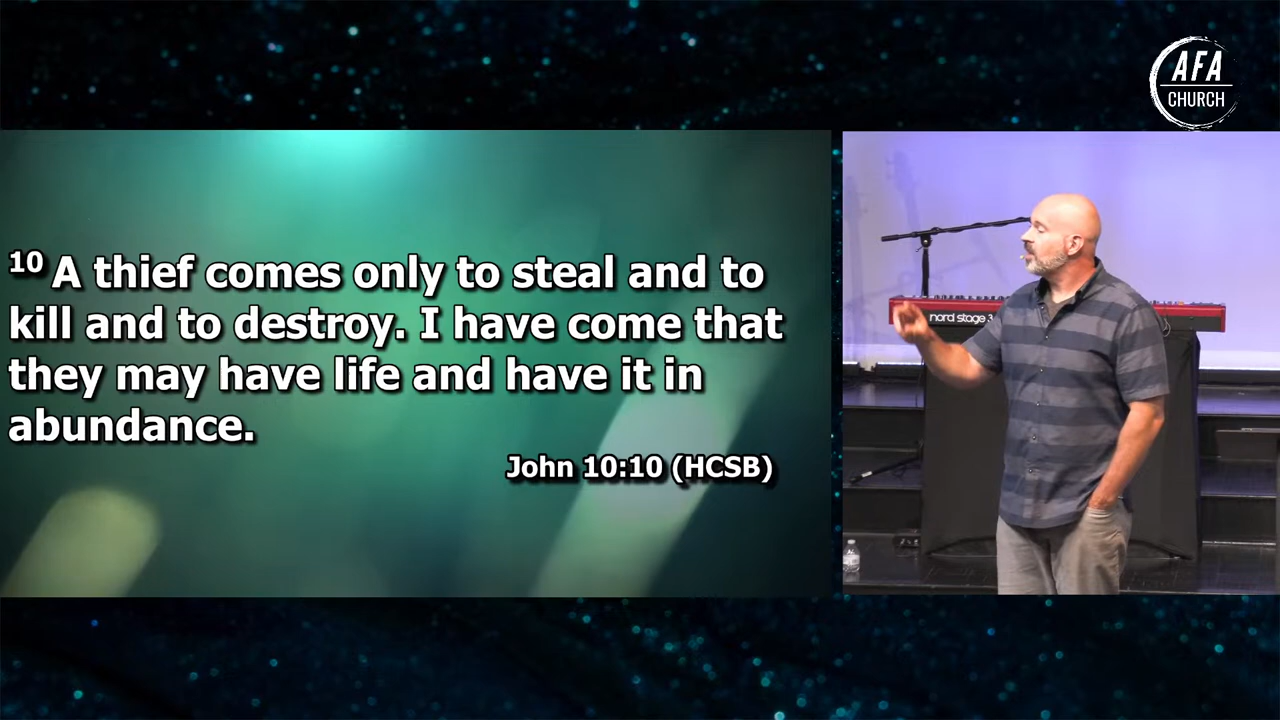 AFA
CHURCH
10 A thief comes only to steal and to
kill and to destroy. I have come that
they may have life and have it in
abundance.
John 10:10 (HCSB)
nord stage 3